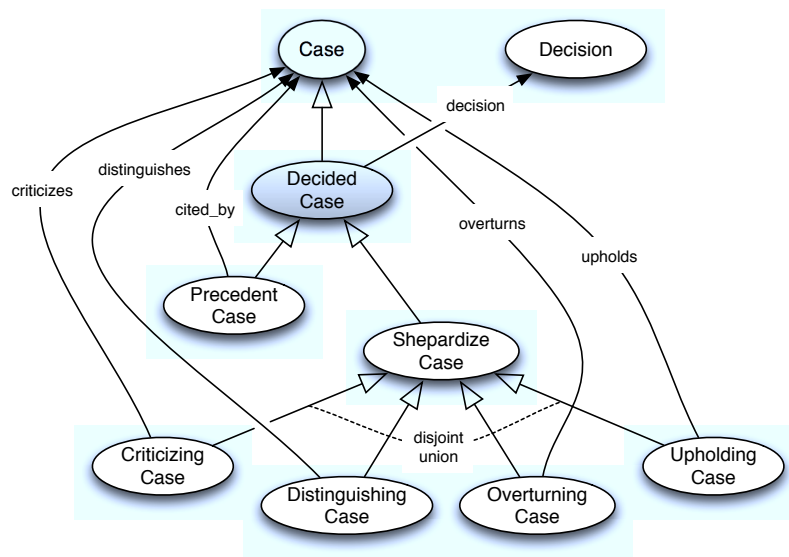 Case
Decision
decision
distinguishes
Decided
Case
criticizes
cited_by
overturns
upholds
Precedent
Case
Shepardize
Case
disjoint
union
Criticizing
Case
Upholding
Case
Distinguishing
Case
Overturning
Case